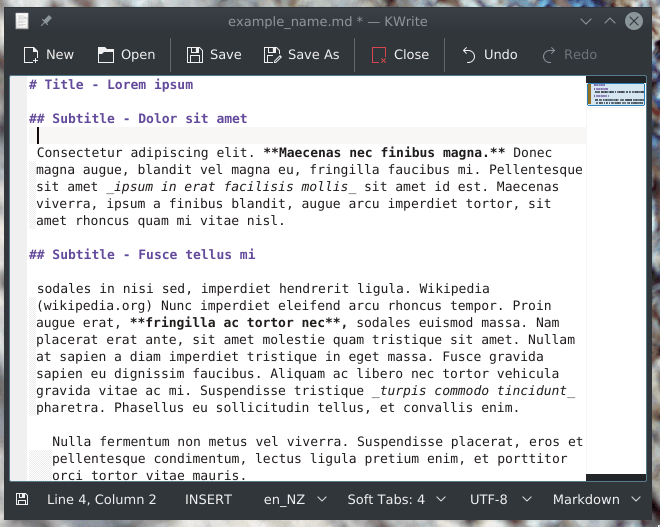 example_name.md * — KWrite
New Open Save Save As Close Undo Redo
# Title - Lorem ipsum
## Subtitle - Dolor sit amet
Consectetur adipiscing elit. **Maecenas nec finibus magna.** Donec
magna augue, blandit vel magna eu, fringilla faucibus mi. Pellentesque
sit amet _ipsum in erat facilisis mollis_ sit amet id est. Maecenas
viverra, ipsum a finibus blandit, augue arcu imperdiet tortor, sit
amet rhoncus quam mi vitae nisl.
## Subtitle - Fusce tellus mi
sodales in nisi sed, imperdiet hendrerit ligula. Wikipedia
(wikipedia.org) Nunc imperdiet eleifend arcu rhoncus tempor. Proin
augue erat, **fringilla ac tortor nec**, sodales euismod massa. Nam
placerat erat ante, sit amet molestie quam tristique sit amet. Nullam
at sapien a diam imperdiet tristique in eget massa. Fusce gravida
sapien eu dignissim faucibus. Aliquam ac libero nec tortor vehicula
gravida vitae ac mi. Suspendisse tristique _turpis commodo tincidunt_
pharetra. Phasellus eu sollicitudin tellus, et convallis enim.
Nulla fermentum non metus vel viverra. Suspendisse placerat, eros et
pellentesque condimentum, lectus ligula pretium enim, et porttitor
orci tortor vitae mauris.
Line 4, Column 2 INSERT en_NZ Soft Tabs: 4 UTF-8 Markdown